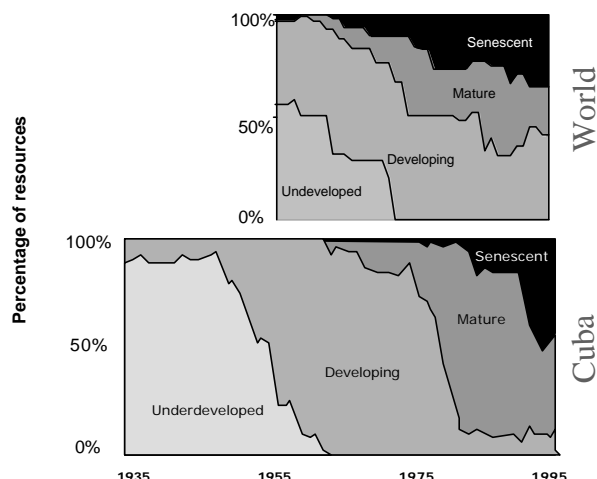 Percentage of resources
100%
50%
0%
Senescent
Mature
Developing
Undeveloped
World
100%
50%
0%
Senescent
Mature
Developing
Underdeveloped
Cuba
1935
1955
1975
1995